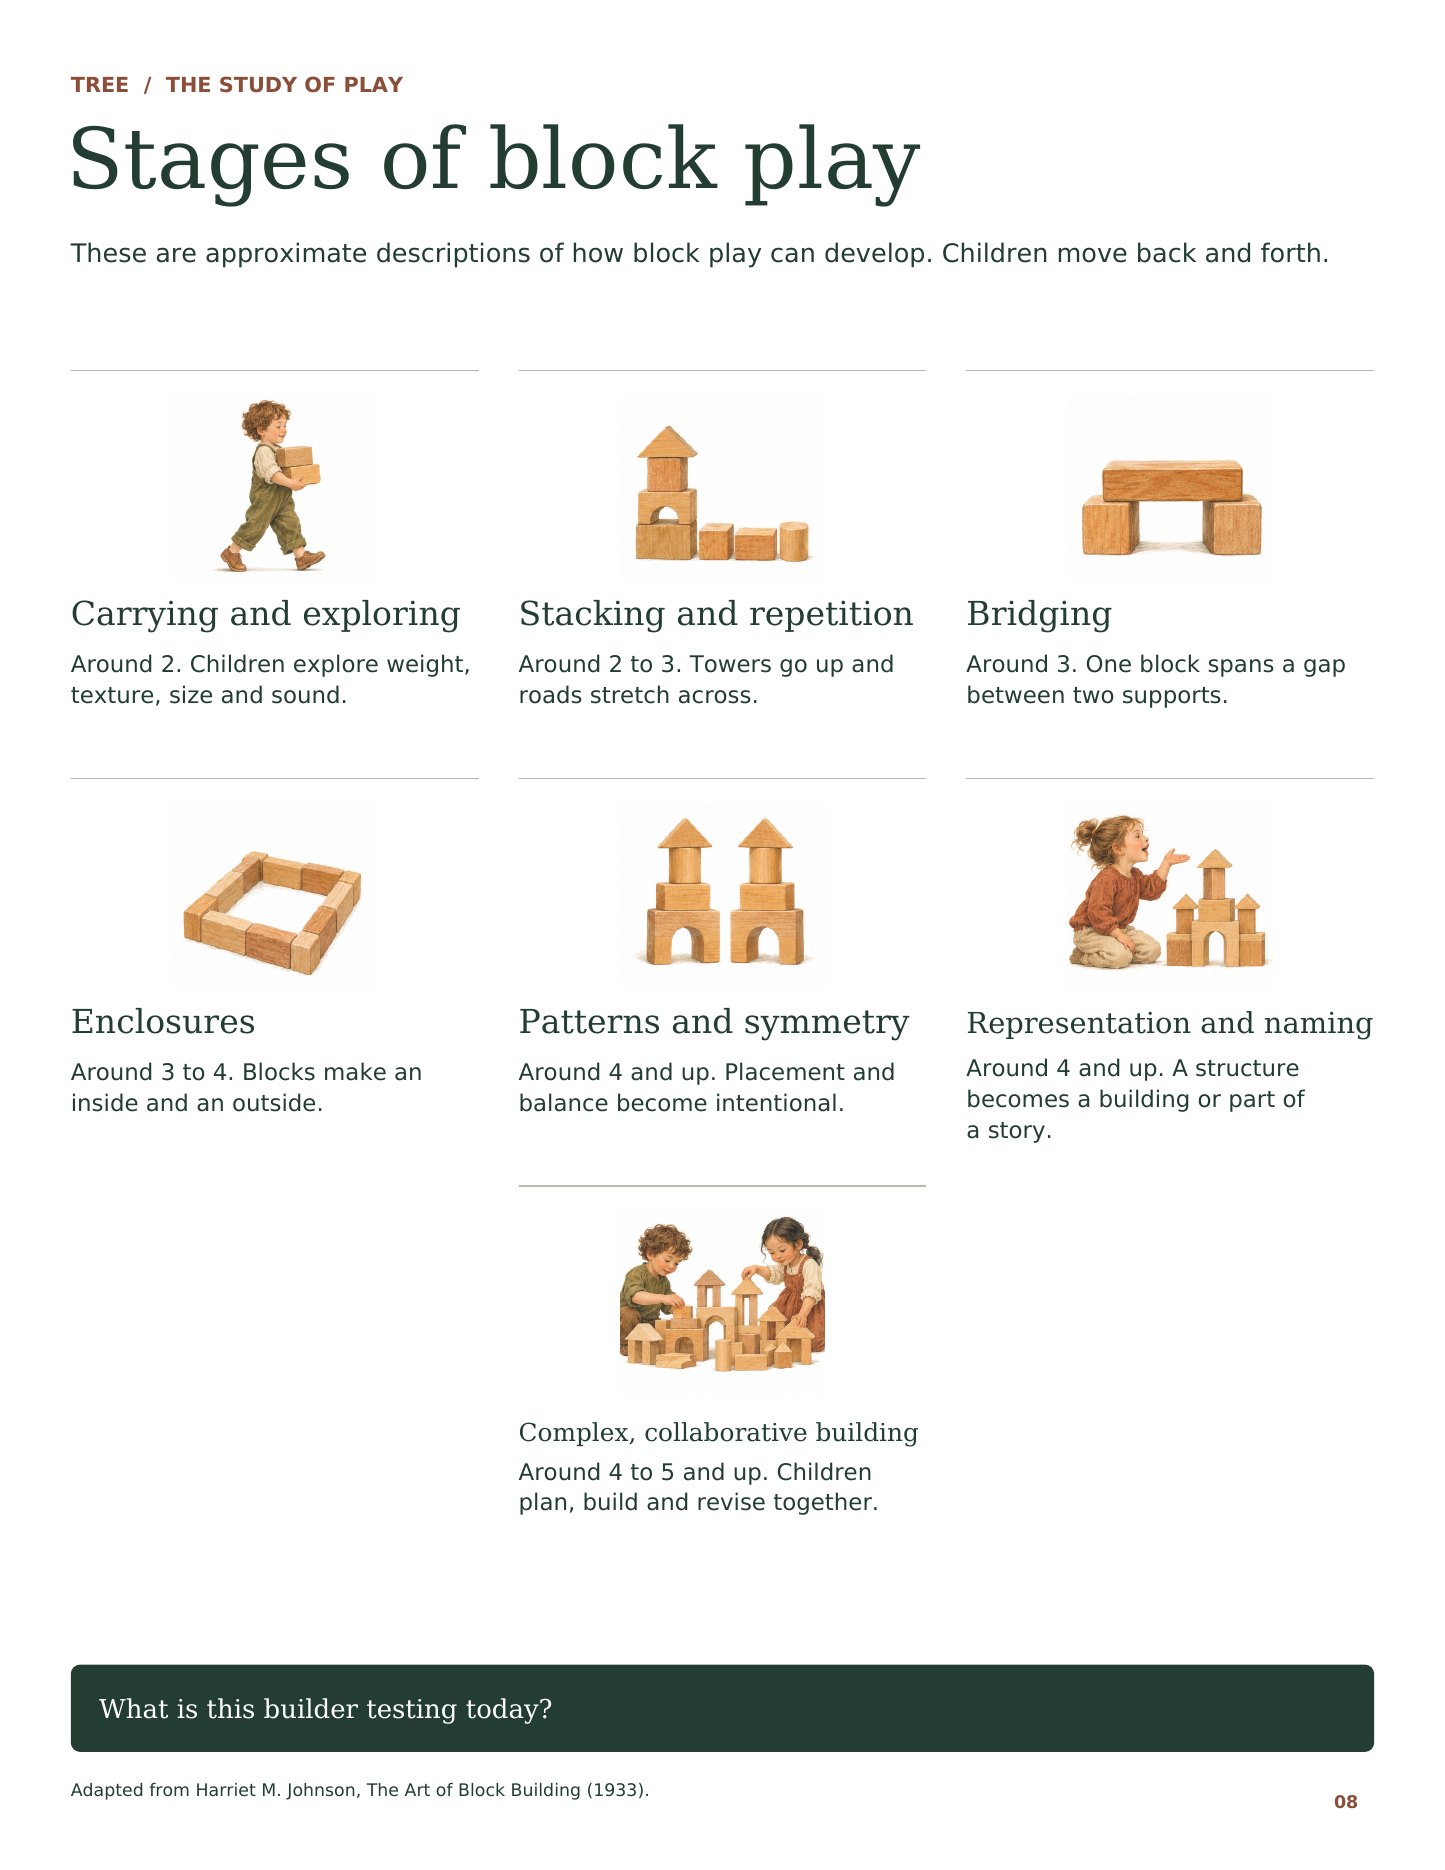 TREE / THE STUDY OF PLAY
Stages of block play
These are approximate descriptions of how block play can develop. Children move back and forth.
Carrying and exploring
Around 2. Children explore weight,
texture, size and sound.
Stacking and repetition
Around 2 to 3. Towers go up and
roads stretch across.
Bridging
Around 3. One block spans a gap
between two supports.
Enclosures
Around 3 to 4. Blocks make an
inside and an outside.
Patterns and symmetry
Around 4 and up. Placement and
balance become intentional.
Representation and naming
Around 4 and up. A structure
becomes a building or part of
a story.
Complex, collaborative building
Around 4 to 5 and up. Children
plan, build and revise together.
What is this builder testing today?
Adapted from Harriet M. Johnson, The Art of Block Building (1933).
08